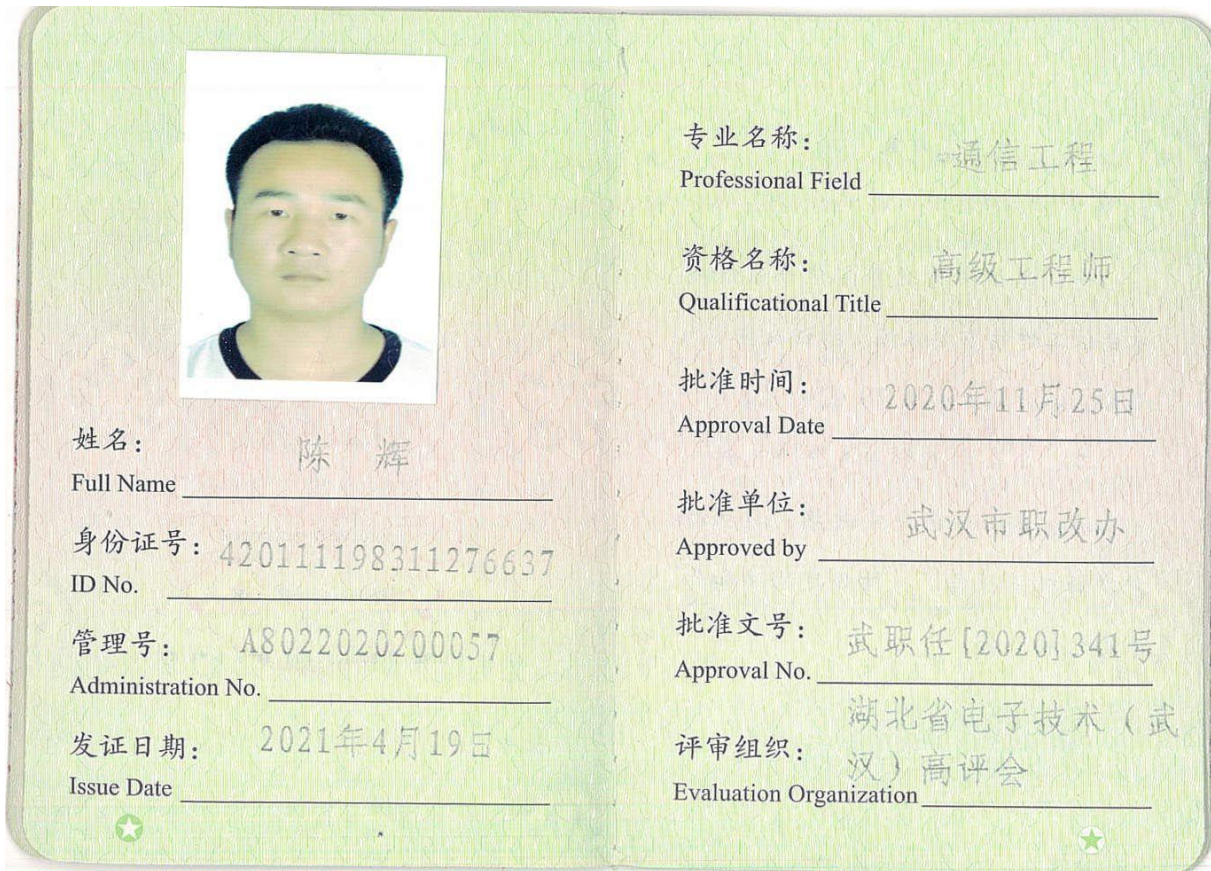 姓名： 陈 辉
Full Name
身份证号： 420111198311276637
ID No.
管理号： A8022020200057
Administration No.
发证日期： 2021年4月19日
Issue Date
专业名称： 通信工程
Professional Field
资格名称： 高级工程师
Qualificational Title
批准时间： 2020年11月25日
Approval Date
批准单位： 武汉市职改办
Approved by
批准文号： 武职任[2020]341号
Approval No.
湖北省电子技术（武
评审组织： 汉）高评会
Evaluation Organization